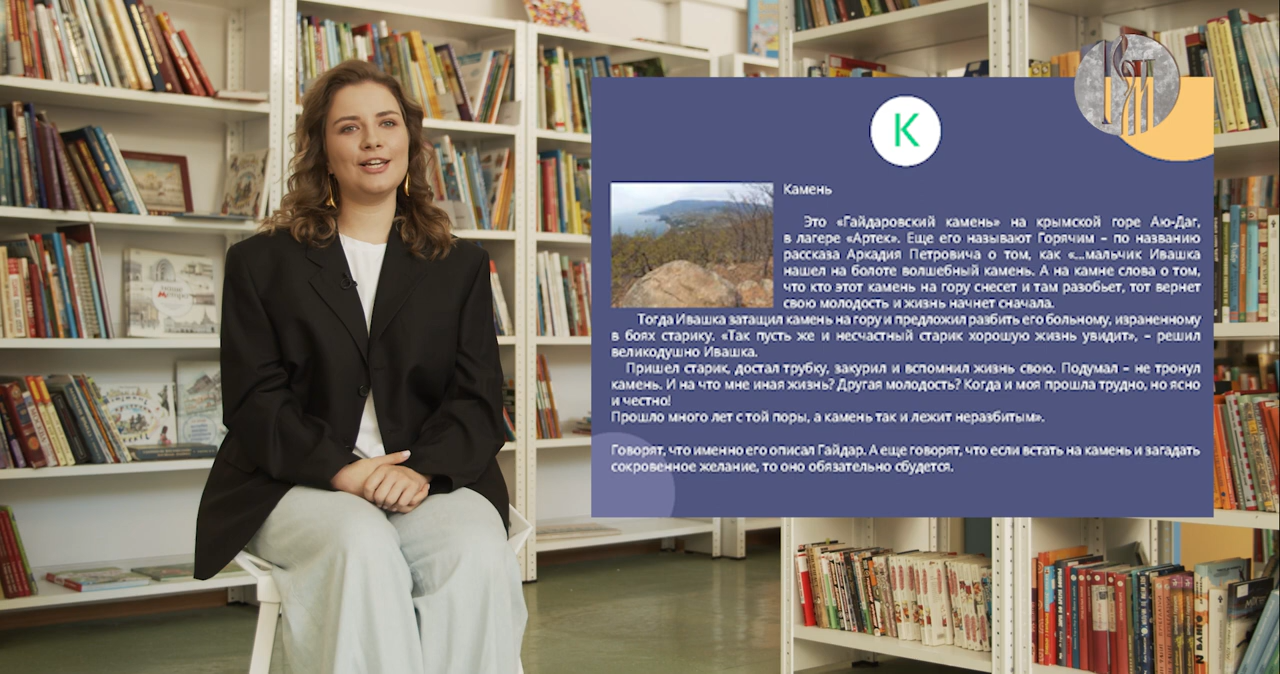 К
Камень
Это «Гайдаровский камень» на крымской горе Аю-Даг,
в лагере «Артек». Еще его называют Горячим – по названию
рассказа Аркадия Петровича о том, как «...мальчик Ивашка
нашел на болоте волшебный камень. А на камне слова о том,
что кто этот камень на гору снесет и там разобьет, тот вернет
свою молодость и жизнь начнет сначала.
Тогда Ивашка затащил камень на гору и предложил разбить его больному, израненному
в боях старику. «Так пусть же и несчастный старик хорошую жизнь увидит», – решил
великодушно Ивашка.
Пришел старик, достал трубку, закурил и вспомнил жизнь свою. Подумал – не тронул
камень. И на что мне иная жизнь? Другая молодость? Когда и моя прошла трудно, но ясно
и честно!
Прошло много лет с той поры, а камень так и лежит неразбитым».
Говорят, что именно его описал Гайдар. А еще говорят, что если встать на камень и загадать
сокровенное желание, то оно обязательно сбудется.